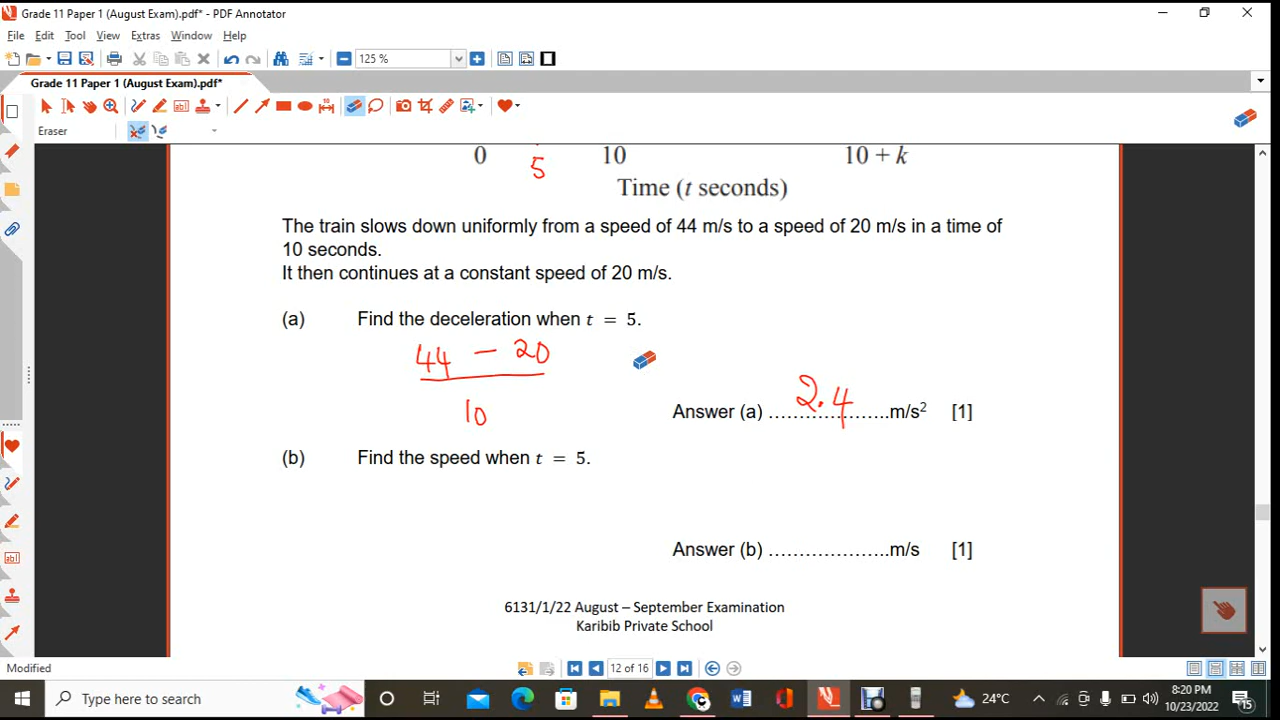 Grade 11 Paper 1 (August Exam).pdf* - PDF Annotator
File Edit Tool View Extras Window Help
125 %
Grade 11 Paper 1 (August Exam).pdf*
Eraser
0 10 10 + k
5
Time (t seconds)
The train slows down uniformly from a speed of 44 m/s to a speed of 20 m/s in a time of
10 seconds.
It then continues at a constant speed of 20 m/s.
(a) Find the deceleration when t = 5.
44 − 20
10
2.4
Answer (a) ………………..m/s² [1]
(b) Find the speed when t = 5.
Answer (b) ………………..m/s [1]
6131/1/22 August – September Examination
Karibib Private School
Modified
12 of 16
Type here to search
24°C
8:20 PM
10/23/2022
15